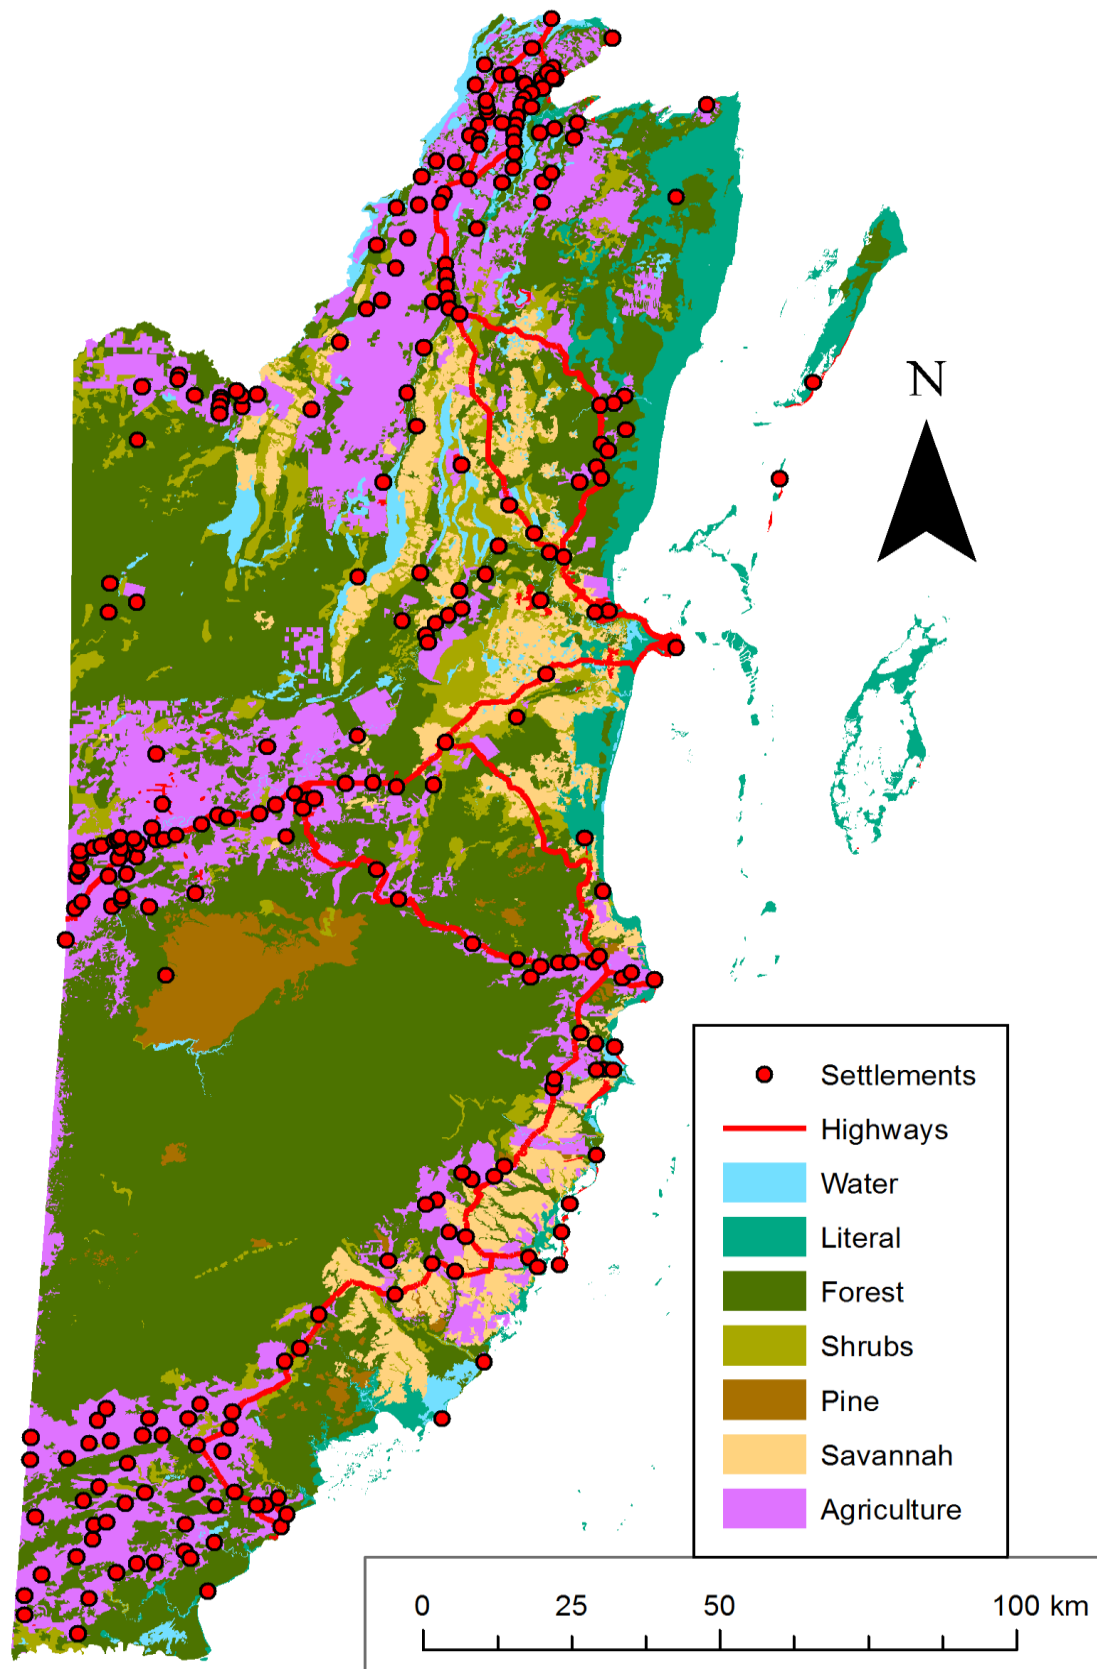 N
Settlements
Highways
Water
Literal
Forest
Shrubs
Pine
Savannah
Agriculture
0 25 50 100 km